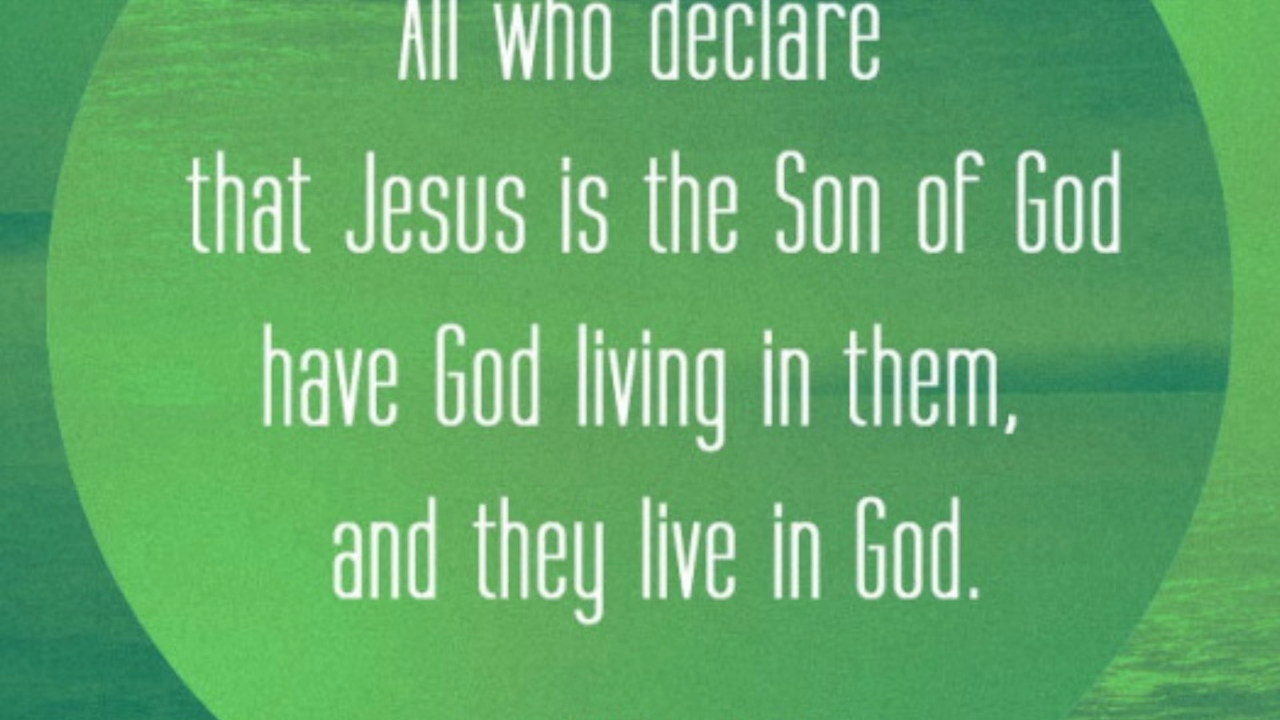 All who declare
that Jesus is the Son of God
have God living in them,
and they live in God.